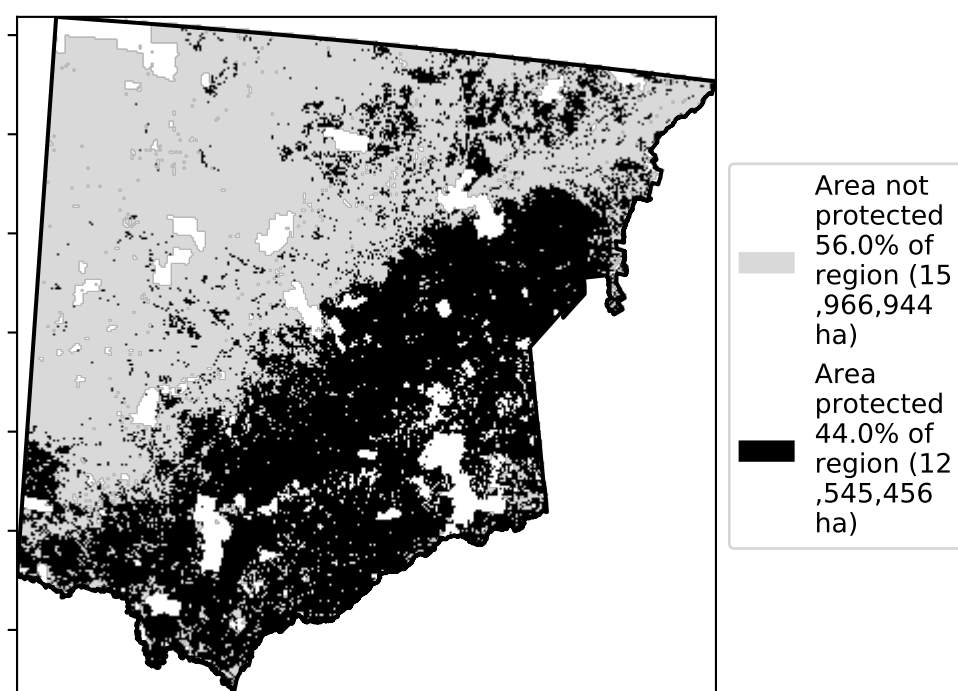 Area not
protected
56.0% of
region (15
,966,944
ha)
Area
protected
44.0% of
region (12
,545,456
ha)